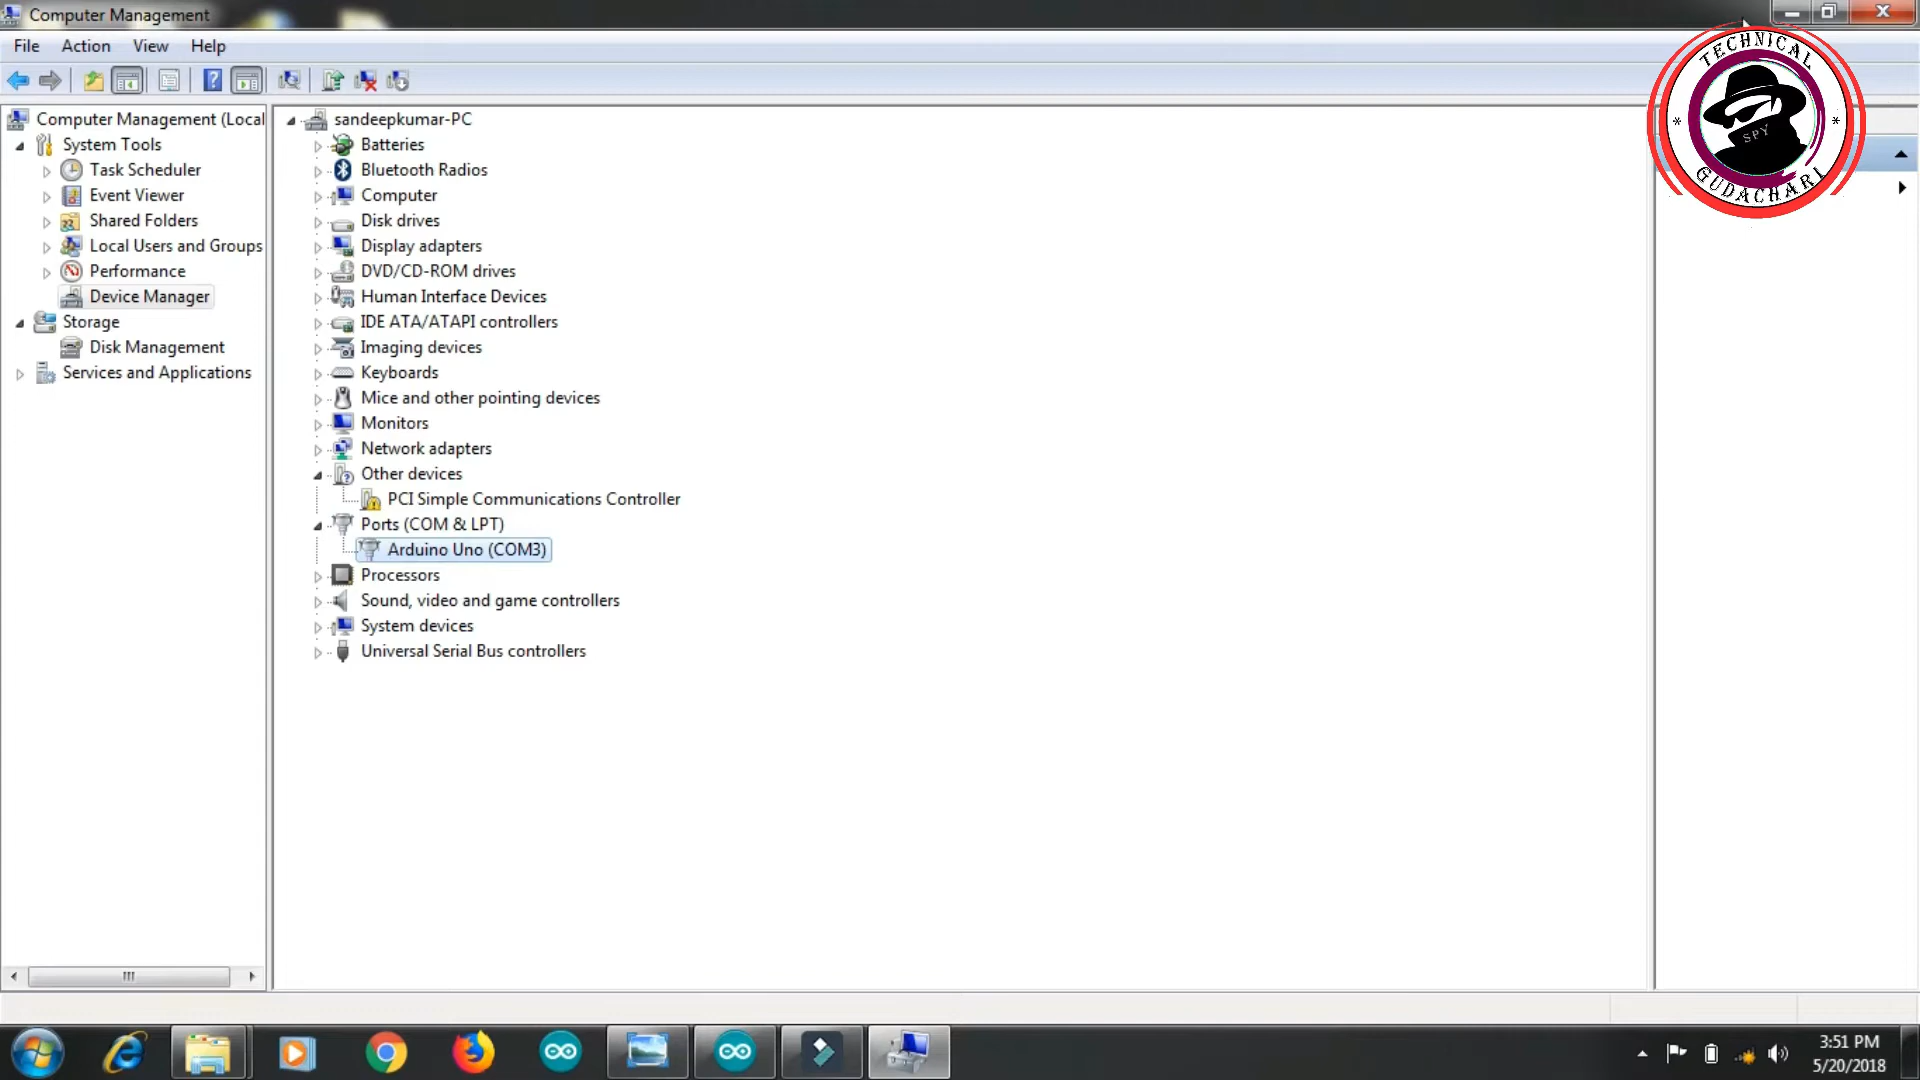 Computer Management
File Action View Help
TECHNICAL
SPY
GUDACHARI
Computer Management (Local
System Tools
Task Scheduler
Event Viewer
Shared Folders
Local Users and Groups
Performance
Device Manager
Storage
Disk Management
Services and Applications
sandeepkumar-PC
Batteries
Bluetooth Radios
Computer
Disk drives
Display adapters
DVD/CD-ROM drives
Human Interface Devices
IDE ATA/ATAPI controllers
Imaging devices
Keyboards
Mice and other pointing devices
Monitors
Network adapters
Other devices
PCI Simple Communications Controller
Ports (COM & LPT)
Arduino Uno (COM3)
Processors
Sound, video and game controllers
System devices
Universal Serial Bus controllers
3:51 PM
5/20/2018